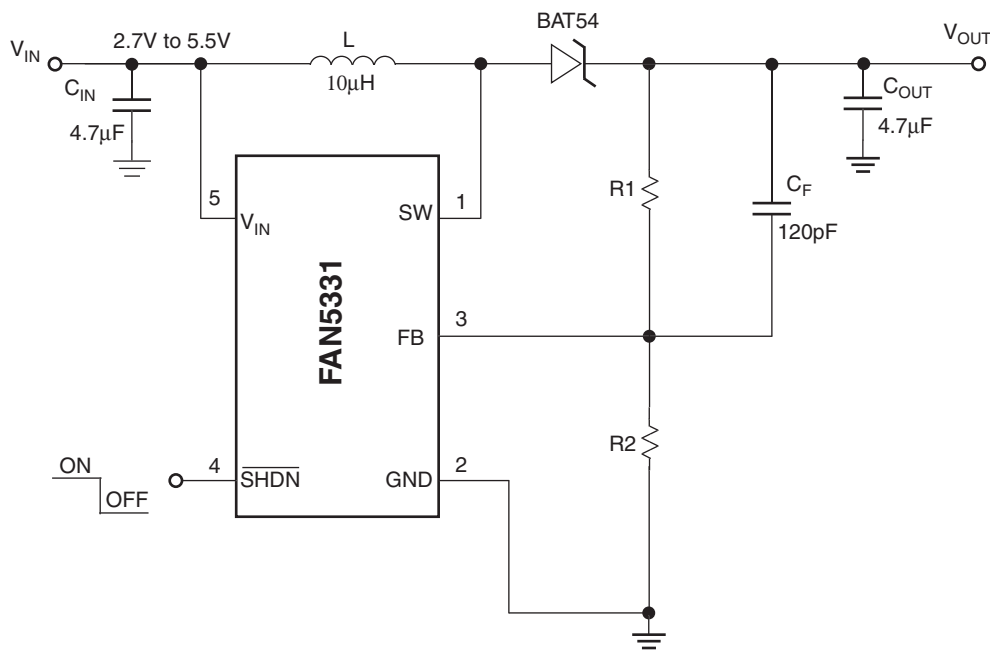 BAT54
V_IN
2.7V to 5.5V
L
V_OUT
C_IN
10µH
C_OUT
4.7µF
4.7µF
5
1
R1
C_F
V_IN
SW
120pF
FAN5331
3
FB
R2
ON
4
2
SHDN
GND
OFF